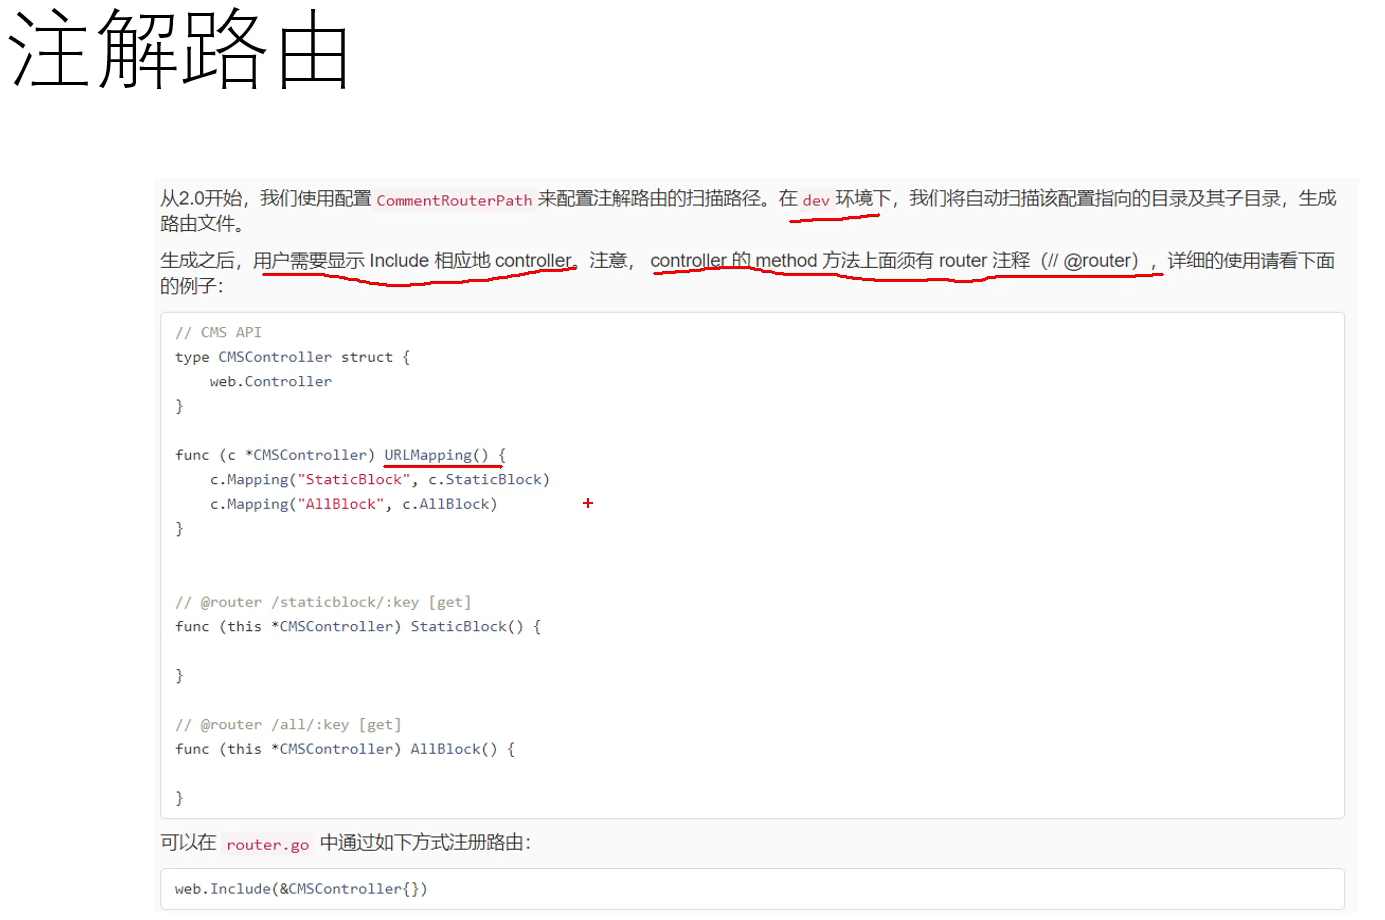 注解路由
从2.0开始，我们使用配置 CommentRouterPath 来配置注解路由的扫描路径。在 dev 环境下，我们将自动扫描该配置指向的目录及其子目录，生成
路由文件。
生成之后，用户需要显示 Include 相应地 controller。注意， controller 的 method 方法上面须有 router 注释（// @router），详细的使用请看下面
的例子：
// CMS API
type CMSController struct {
    web.Controller
}
func (c *CMSController) URLMapping() {
    c.Mapping("StaticBlock", c.StaticBlock)
    c.Mapping("AllBlock", c.AllBlock)
}
// @router /staticblock/:key [get]
func (this *CMSController) StaticBlock() {
}
// @router /all/:key [get]
func (this *CMSController) AllBlock() {
}
可以在 router.go 中通过如下方式注册路由：
web.Include(&CMSController{})